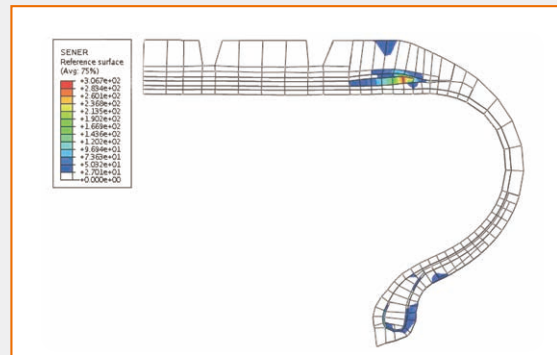 SENER
Reference surface
(Avg: 75%)
+3.067e+02
+2.834e+02
+2.601e+02
+2.368e+02
+2.135e+02
+1.902e+02
+1.669e+02
+1.436e+02
+1.202e+02
+9.694e+01
+7.363e+01
+5.032e+01
+2.701e+01
+0.000e+00